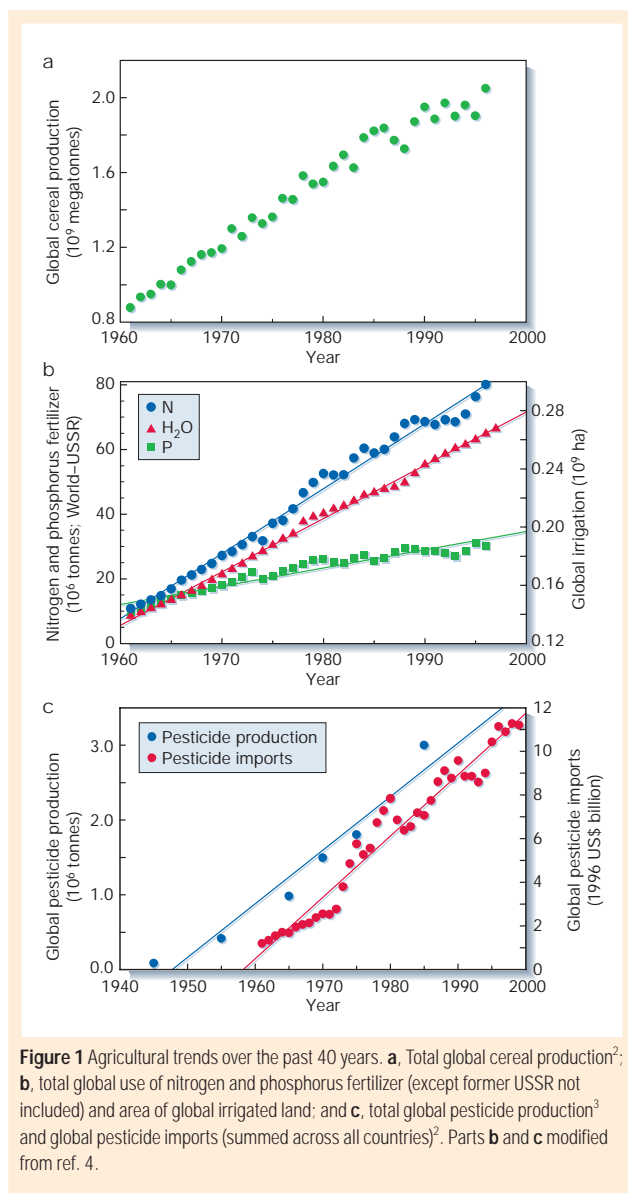 a
Global cereal production
(10⁹ megatonnes)
2.0
1.6
1.2
0.8
1960 1970 1980 1990 2000
Year
b
Nitrogen and phosphorus fertilizer
(10⁶ tonnes; World–USSR)
80
60
40
20
0
N
H₂O
P
0.28
0.24
0.20
0.16
0.12
Global irrigation (10⁹ ha)
1960 1970 1980 1990 2000
Year
c
Global pesticide production
(10⁶ tonnes)
3.0
2.0
1.0
0.0
Pesticide production
Pesticide imports
12
10
8
6
4
2
0
Global pesticide imports
(1996 US$ billion)
1940 1950 1960 1970 1980 1990 2000
Year
Figure 1 Agricultural trends over the past 40 years. a, Total global cereal production²;
b, total global use of nitrogen and phosphorus fertilizer (except former USSR not
included) and area of global irrigated land; and c, total global pesticide production³
and global pesticide imports (summed across all countries)². Parts b and c modified
from ref. 4.